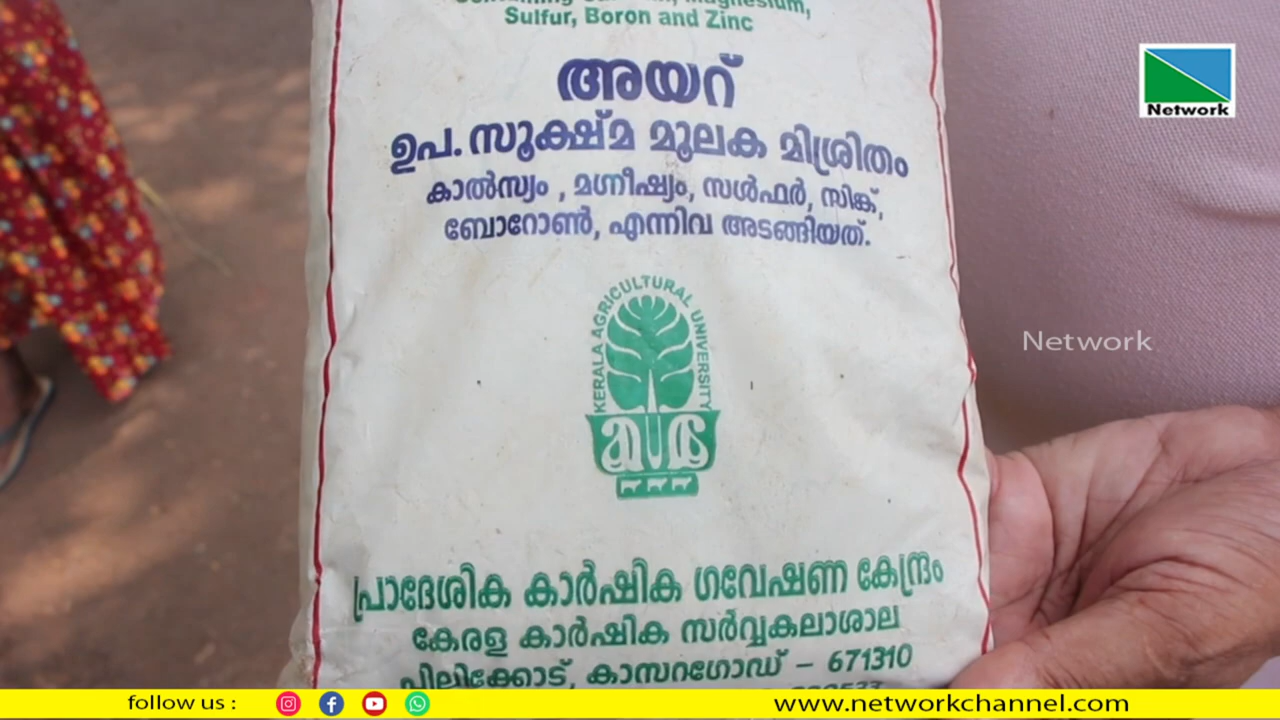 Magnesium,
Sulfur, Boron and Zinc
അയറ്
ഉപ.സൂക്ഷ്മ മൂലക മിശ്രിതം
കാൽസ്യം , മഗ്നീഷ്യം, സൾഫർ, സിങ്ക്,
ബോറോൺ, എന്നിവ അടങ്ങിയത്.
KERALA AGRICULTURAL UNIVERSITY
കാർഷിക ഗവേഷണ കേന്ദ്രം
പ്രാദേശിക
കേരള കാർഷിക സർവ്വകലാശാല
പിലിക്കോട്, കാസറഗോഡ് – 671310
Network
Network
follow us :
www.networkchannel.com